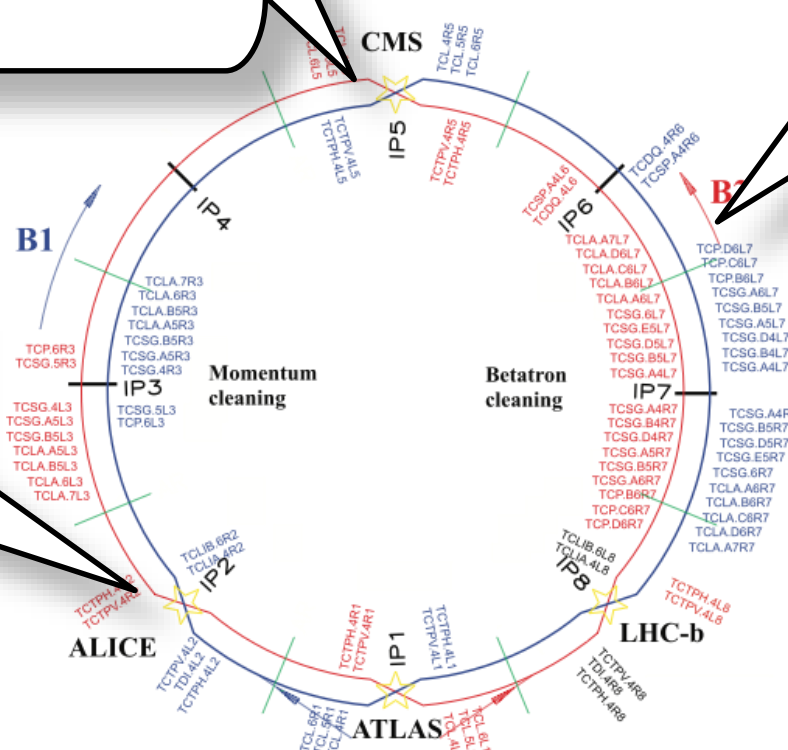 CMS
TCL.4R5
TCL.5R5
TCL.6R5
IP5
TCTPV.4L5
TCTPH.4L5
TCTPV.4R5
TCTPH.4R5
TCDQ.4R6
TCSP.A4R6
TCSP.A4L6
TCDQ.4L6
IP6
IP4
B1
TCP.D6L7
TCP.C6L7
TCP.B6L7
TCSG.A6L7
TCSG.B5L7
TCSG.A5L7
TCSG.D4L7
TCSG.B4L7
TCSG.A4L7
TCLA.A7L7
TCLA.D6L7
TCLA.C6L7
TCLA.B6L7
TCLA.A6L7
TCSG.6L7
TCSG.E5L7
TCSG.D5L7
TCSG.B5L7
TCSG.A4L7
TCLA.7R3
TCLA.6R3
TCLA.B5R3
TCLA.A5R3
TCSG.B5R3
TCSG.A5R3
TCSG.4R3
TCP.6R3
TCSG.5R3
IP3
Momentum
cleaning
Betatron
cleaning
IP7
TCSG.5L3
TCP.6L3
TCSG.4L3
TCSG.A5L3
TCSG.B5L3
TCLA.A5L3
TCLA.B5L3
TCLA.6L3
TCLA.7L3
TCSG.A4R7
TCSG.B4R7
TCSG.D4R7
TCSG.A5R7
TCSG.B5R7
TCSG.A6R7
TCP.B6R7
TCP.C6R7
TCP.D6R7
TCSG.B5R7
TCSG.D5R7
TCSG.E5R7
TCSG.6R7
TCLA.A6R7
TCLA.B6R7
TCLA.C6R7
TCLA.D6R7
TCLA.A7R7
TCLIB.6R2
TCLIA.4R2
IP2
TCLIB.6L8
TCLIA.4L8
IP8
ALICE
TCTPV.4L2
TDI.4L2
TCTPH.4L2
TCTPH.4R1
TCTPV.4R1
IP1
TCTPH.4L1
TCTPV.4L1
TCTPH.4L8
TCTPV.4L8
LHC-b
TCTPV.4R8
TDI.4R8
TCTPH.4R8
ATLAS